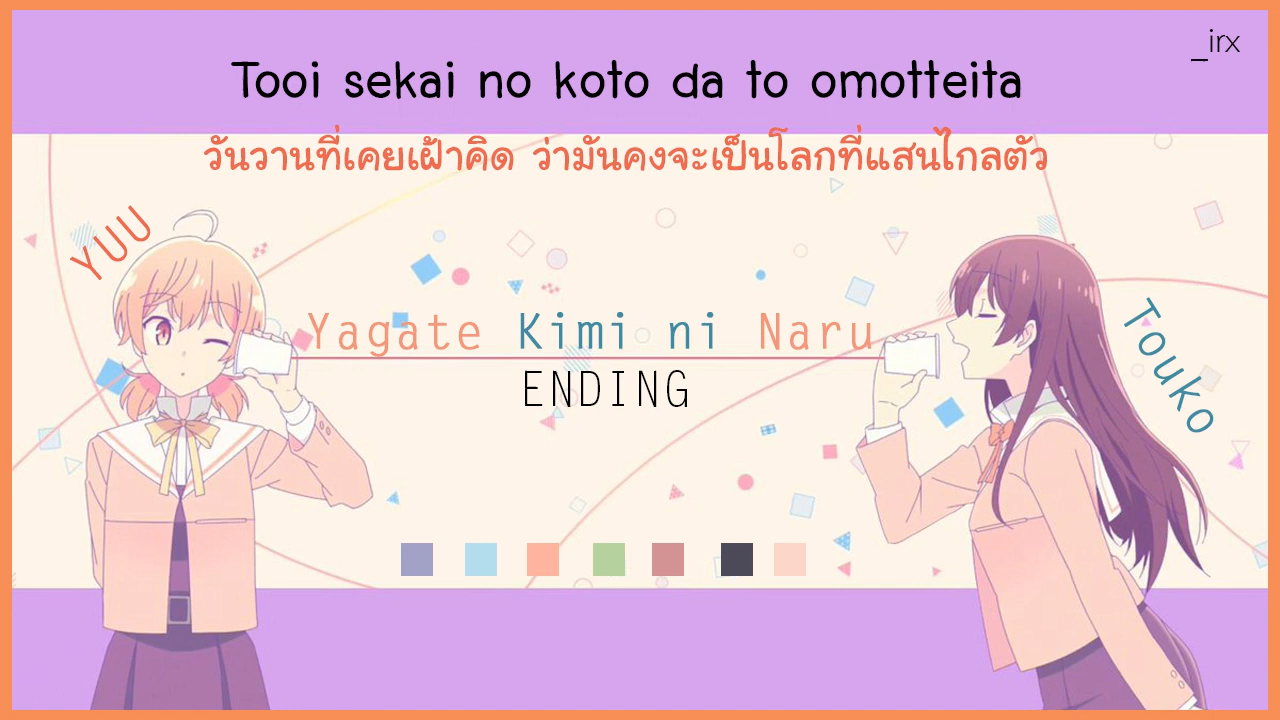 _irx
Tooi sekai no koto da to omotteita
วันวานที่เคยเฝ้าคิด ว่ามันคงจะเป็นโลกที่แสนไกลตัว
YUU
Yagate Kimi ni Naru
ENDING
Touko